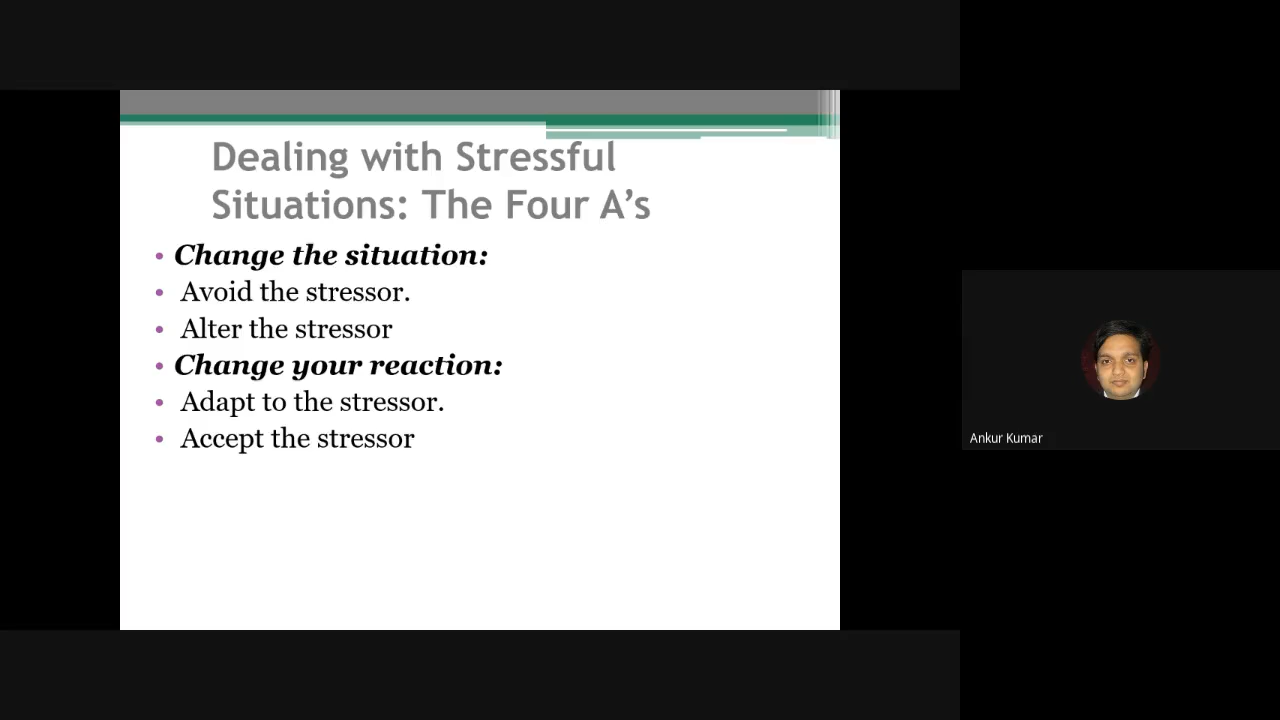 Dealing with Stressful
Situations: The Four A’s
• Change the situation:
• Avoid the stressor.
• Alter the stressor
• Change your reaction:
• Adapt to the stressor.
• Accept the stressor
Ankur Kumar